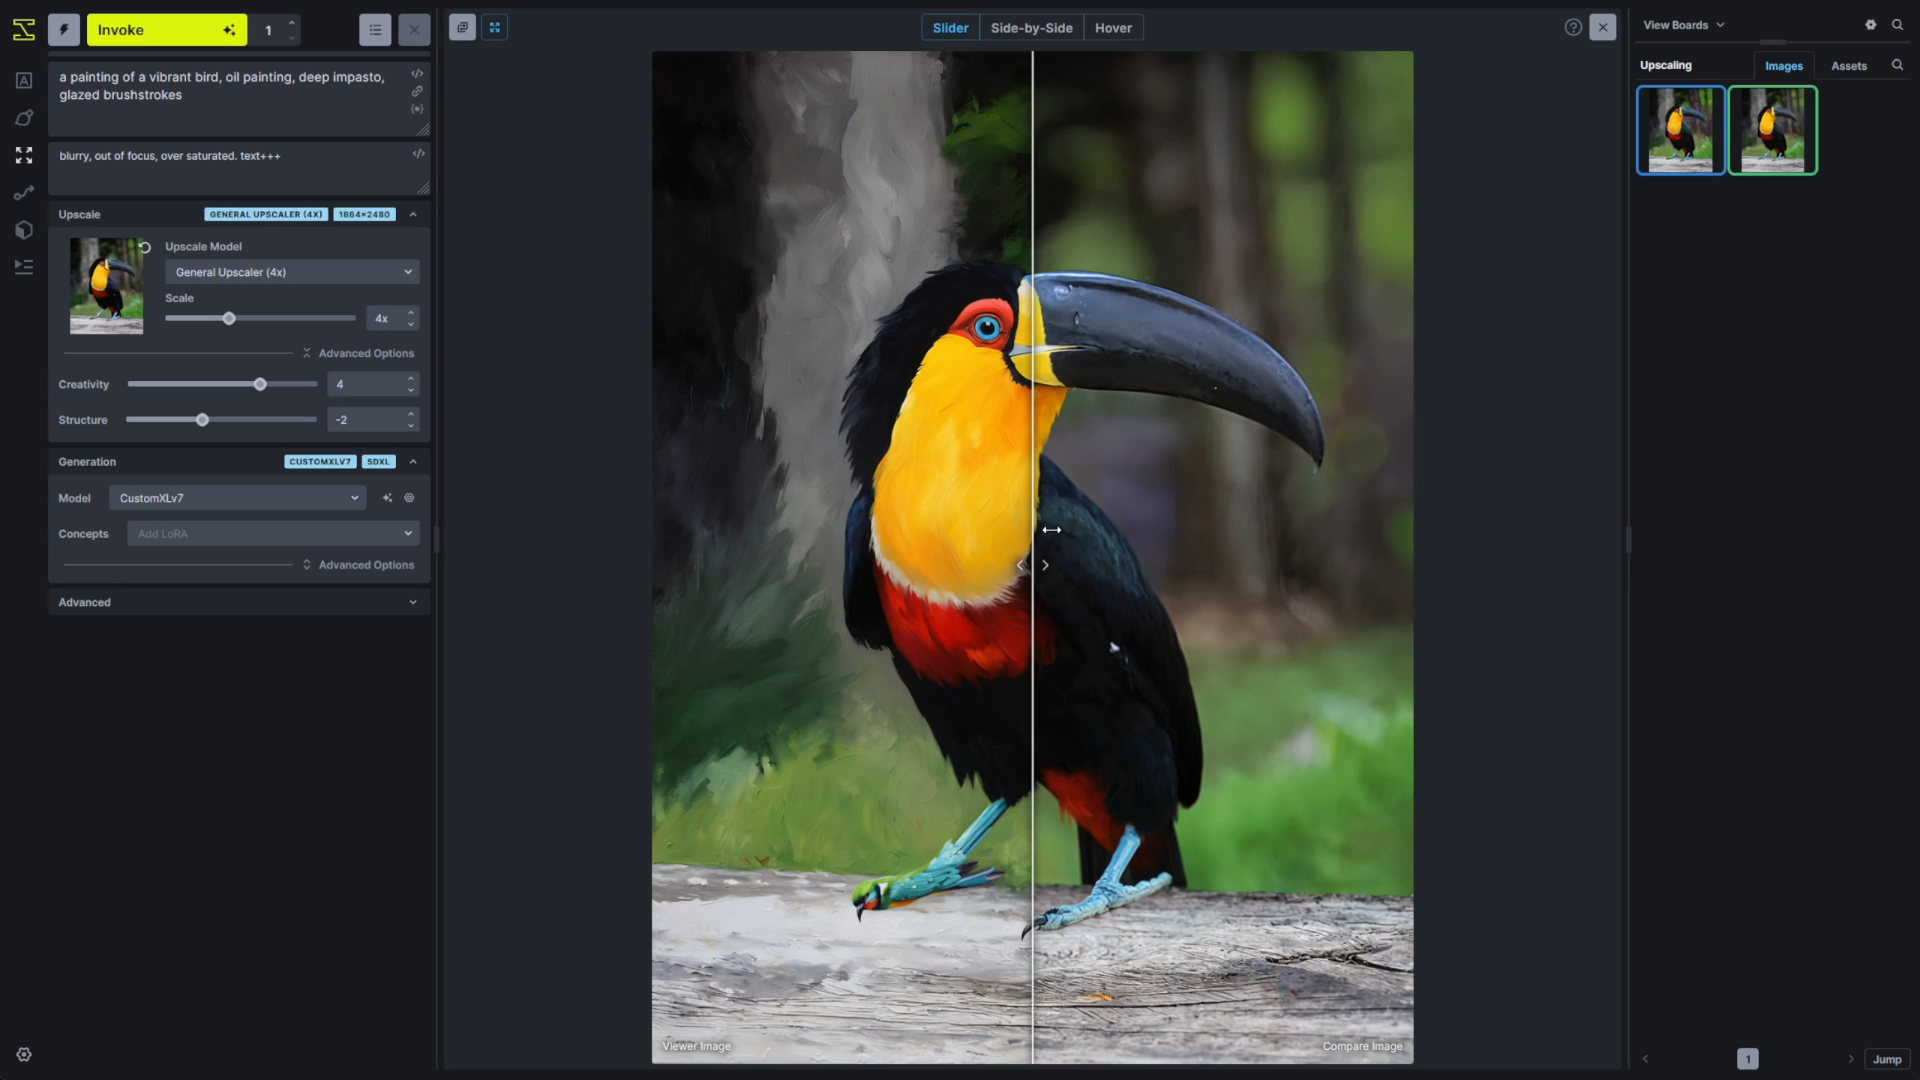 Invoke
1
Slider
Side-by-Side
Hover
View Boards
a painting of a vibrant bird, oil painting, deep impasto,
glazed brushstrokes
blurry, out of focus, over saturated. text+++
Upscale
GENERAL UPSCALER (4X)
1864×2480
Upscale Model
General Upscaler (4x)
Scale
4x
Advanced Options
Creativity
4
Structure
-2
Generation
CUSTOMXLV7
SDXL
Model
CustomXLv7
Concepts
Add LoRA
Advanced Options
Advanced
Viewer Image
Compare Image
Upscaling
Images
Assets
1
Jump